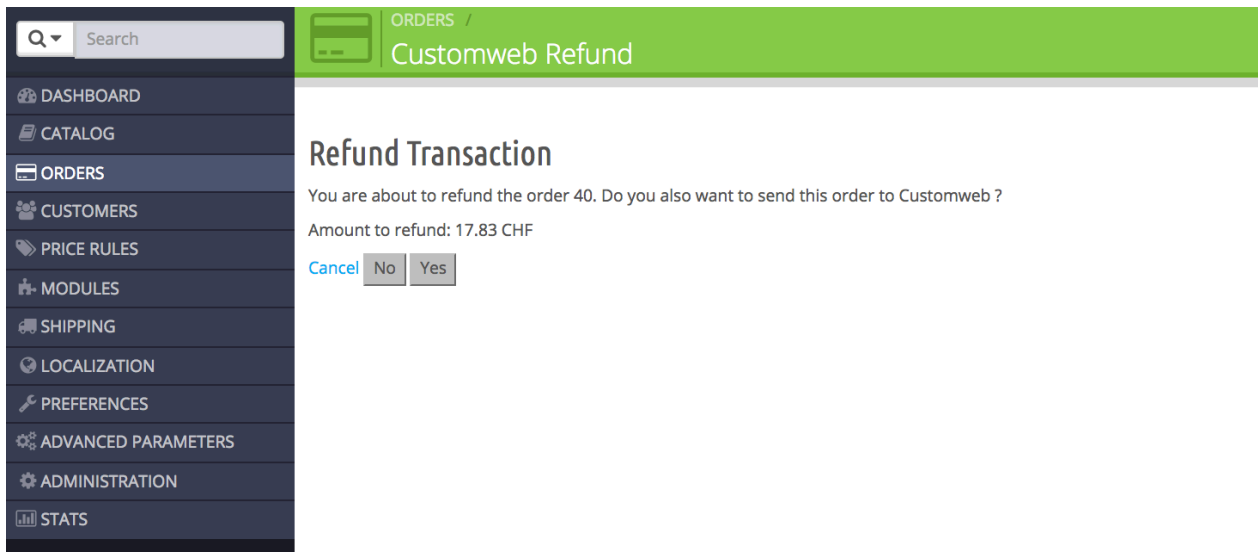 Search
DASHBOARD
CATALOG
ORDERS
CUSTOMERS
PRICE RULES
MODULES
SHIPPING
LOCALIZATION
PREFERENCES
ADVANCED PARAMETERS
ADMINISTRATION
STATS
ORDERS /
Customweb Refund
Refund Transaction
You are about to refund the order 40. Do you also want to send this order to Customweb ?
Amount to refund: 17.83 CHF
Cancel No Yes